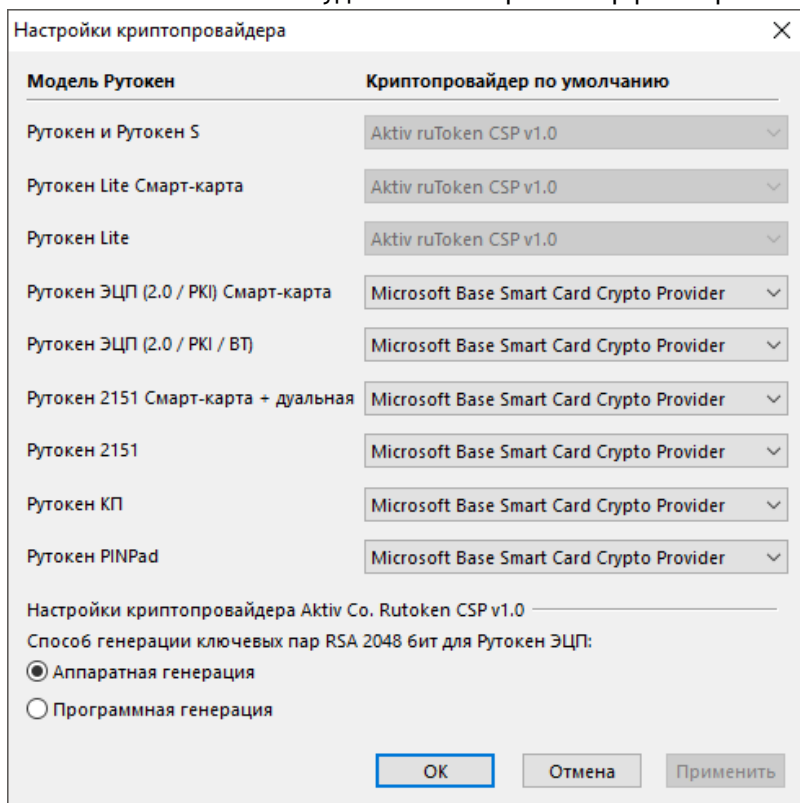 Настройки криптопровайдера
Модель Рутокен Криптопровайдер по умолчанию
Рутокен и Рутокен S Aktiv ruToken CSP v1.0
Рутокен Lite Смарт-карта Aktiv ruToken CSP v1.0
Рутокен Lite Aktiv ruToken CSP v1.0
Рутокен ЭЦП (2.0 / PKI) Смарт-карта Microsoft Base Smart Card Crypto Provider
Рутокен ЭЦП (2.0 / PKI / BT) Microsoft Base Smart Card Crypto Provider
Рутокен 2151 Смарт-карта + дуальная Microsoft Base Smart Card Crypto Provider
Рутокен 2151 Microsoft Base Smart Card Crypto Provider
Рутокен КП Microsoft Base Smart Card Crypto Provider
Рутокен PINPad Microsoft Base Smart Card Crypto Provider
Настройки криптопровайдера Aktiv Co. Rutoken CSP v1.0
Способ генерации ключевых пар RSA 2048 бит для Рутокен ЭЦП:
Аппаратная генерация
Программная генерация
ОК Отмена Применить